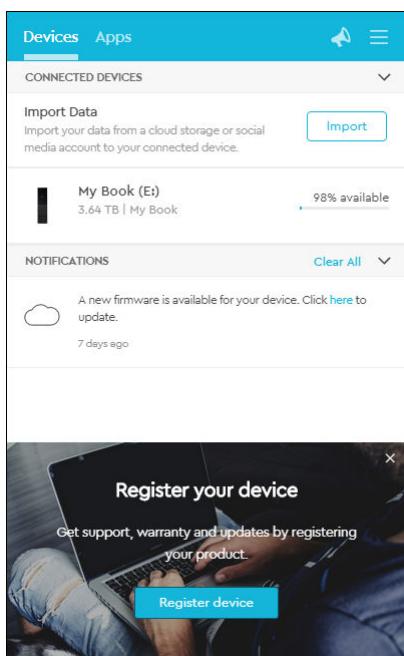 Devices Apps
CONNECTED DEVICES
Import Data
Import your data from a cloud storage or social
media account to your connected device.
Import
My Book (E:)
3.64 TB | My Book
98% available
NOTIFICATIONS
Clear All
A new firmware is available for your device. Click here to
update.
7 days ago
Register your device
Get support, warranty and updates by registering
your product.
Register device